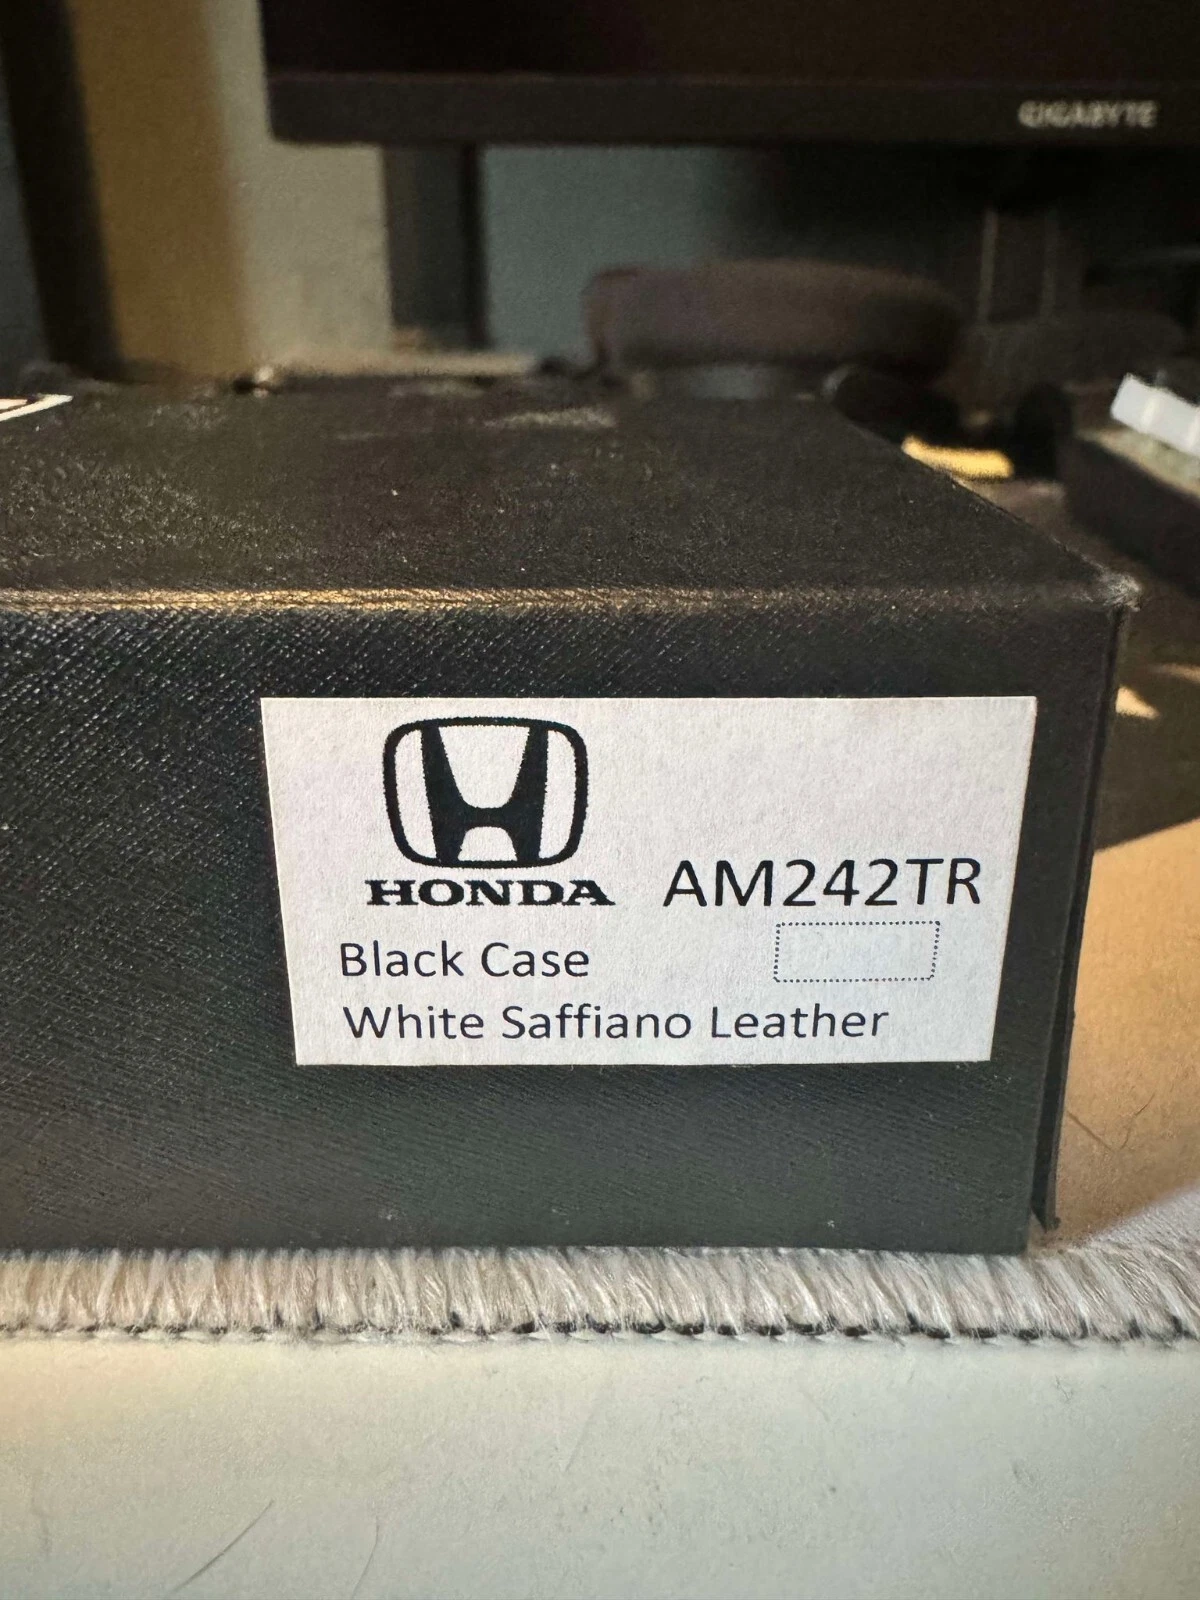 GIGABYTE
HONDA
AM242TR
Black Case
White Saffiano Leather